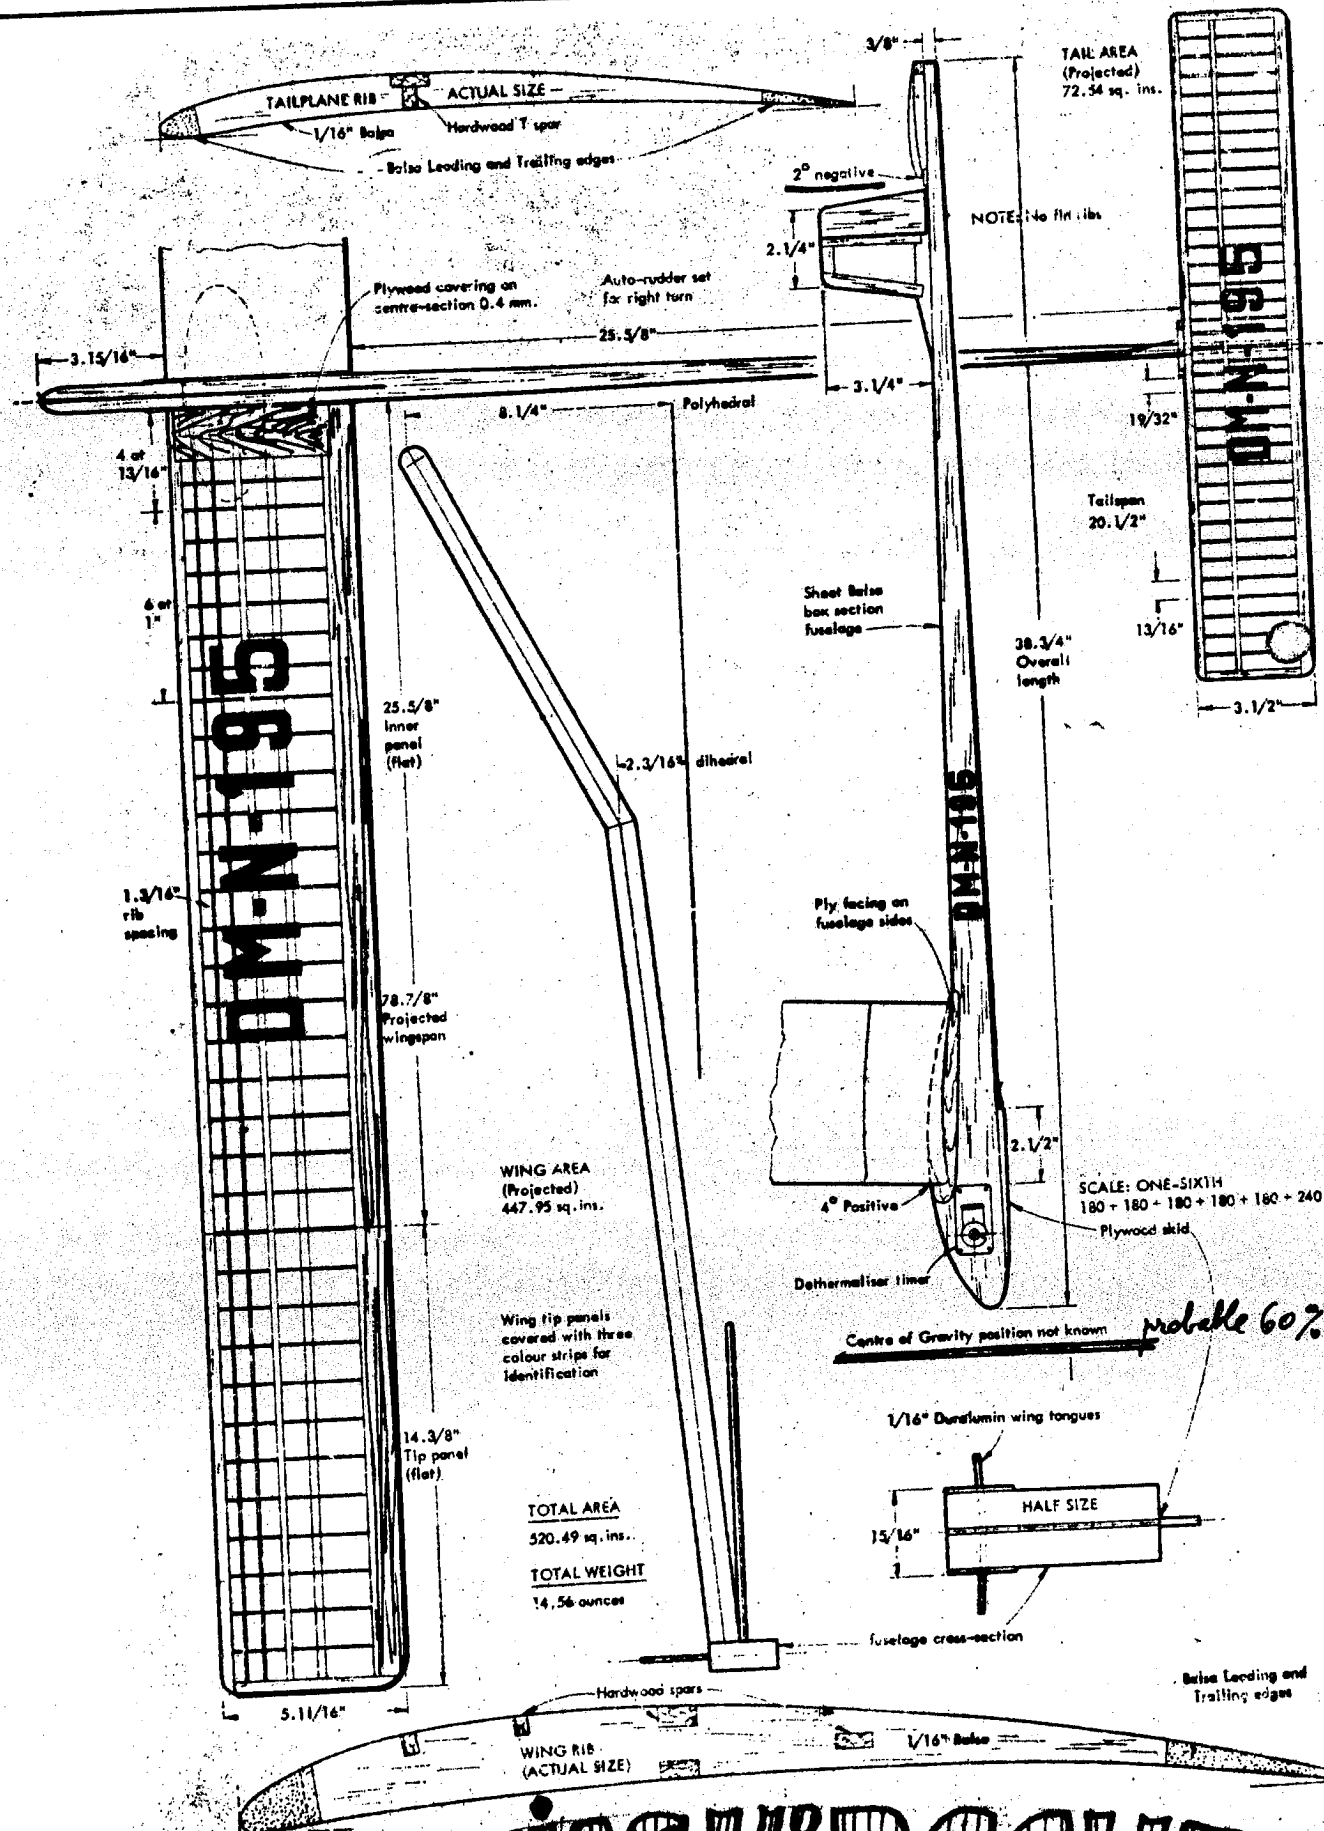 3/8"
TAIL AREA
(Projected)
72.54 sq. ins.
TAILPLANE RIB
ACTUAL SIZE
1/16" Balsa
Hardwood T spar
Balsa Leading and Trailing edges
2° negative
NOTE: No fin ribs
2.1/4"
Plywood covering on
centre-section 0.4 mm.
Auto-rudder set
for right turn
25.5/8"
3.15/16"
3.1/4"
8.1/4"
Polyhedral
19/32"
DM-N-195
4 at
13/16"
Tailspan
20.1/2"
6 at
1"
Sheet Balsa
box section
fuselage
13/16"
38.3/4"
Overall
length
3.1/2"
25.5/8"
Inner
panel
(flat)
2.3/16" dihedral
DM-N-195
DM-N-195
1.3/16"
rib
spacing
Ply facing on
fuselage sides
78.7/8"
Projected
wingspan
2.1/2"
WING AREA
(Projected)
447.95 sq. ins.
4° Positive
SCALE: ONE-SIXTH
180 + 180 + 180 + 180 + 180 + 240
Plywood skid
Dethermaliser timer
Wing tip panels
covered with three
colour strips for
identification
Centre of Gravity position not known
probable 60%
14.3/8"
Tip panel
(flat)
1/16" Duralumin wing tongues
HALF SIZE
15/16"
TOTAL AREA
520.49 sq. ins.
TOTAL WEIGHT
14.56 ounces
fuselage cross-section
Balsa Leading and
Trailing edges
Hardwood spars
5.11/16"
WING RIB
(ACTUAL SIZE)
1/16" Balsa